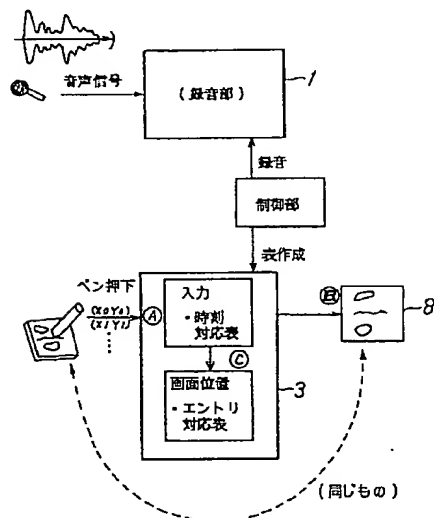 音声信号
(録音部)
1
録音
制御部
表作成
ペン押下
(X0Y0)
(X1Y1)
⋮
Ⓐ
入力
・時刻
対応表
Ⓒ
画面位置
・エントリ
対応表
3
8
(同じもの)